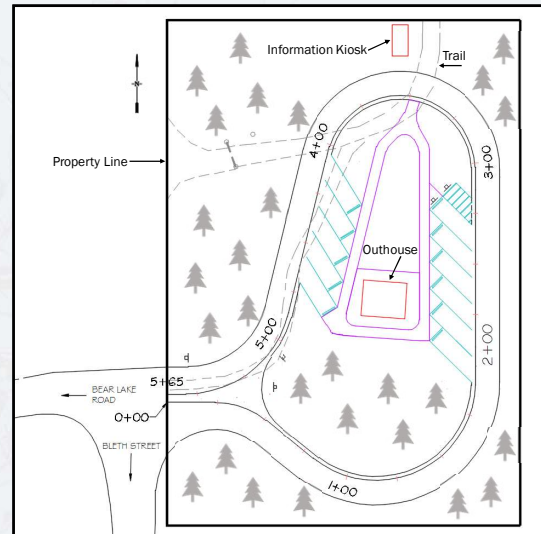 Information Kiosk
Trail
N
4+00
3+00
Property Line
Outhouse
5+00
2+00
5+65
BEAR LAKE
ROAD
0+00
BLETH STREET
1+00